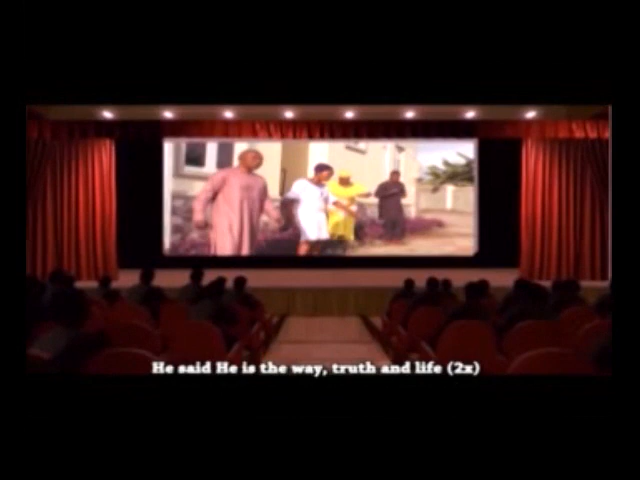 He said He is the way, truth and life (2x)